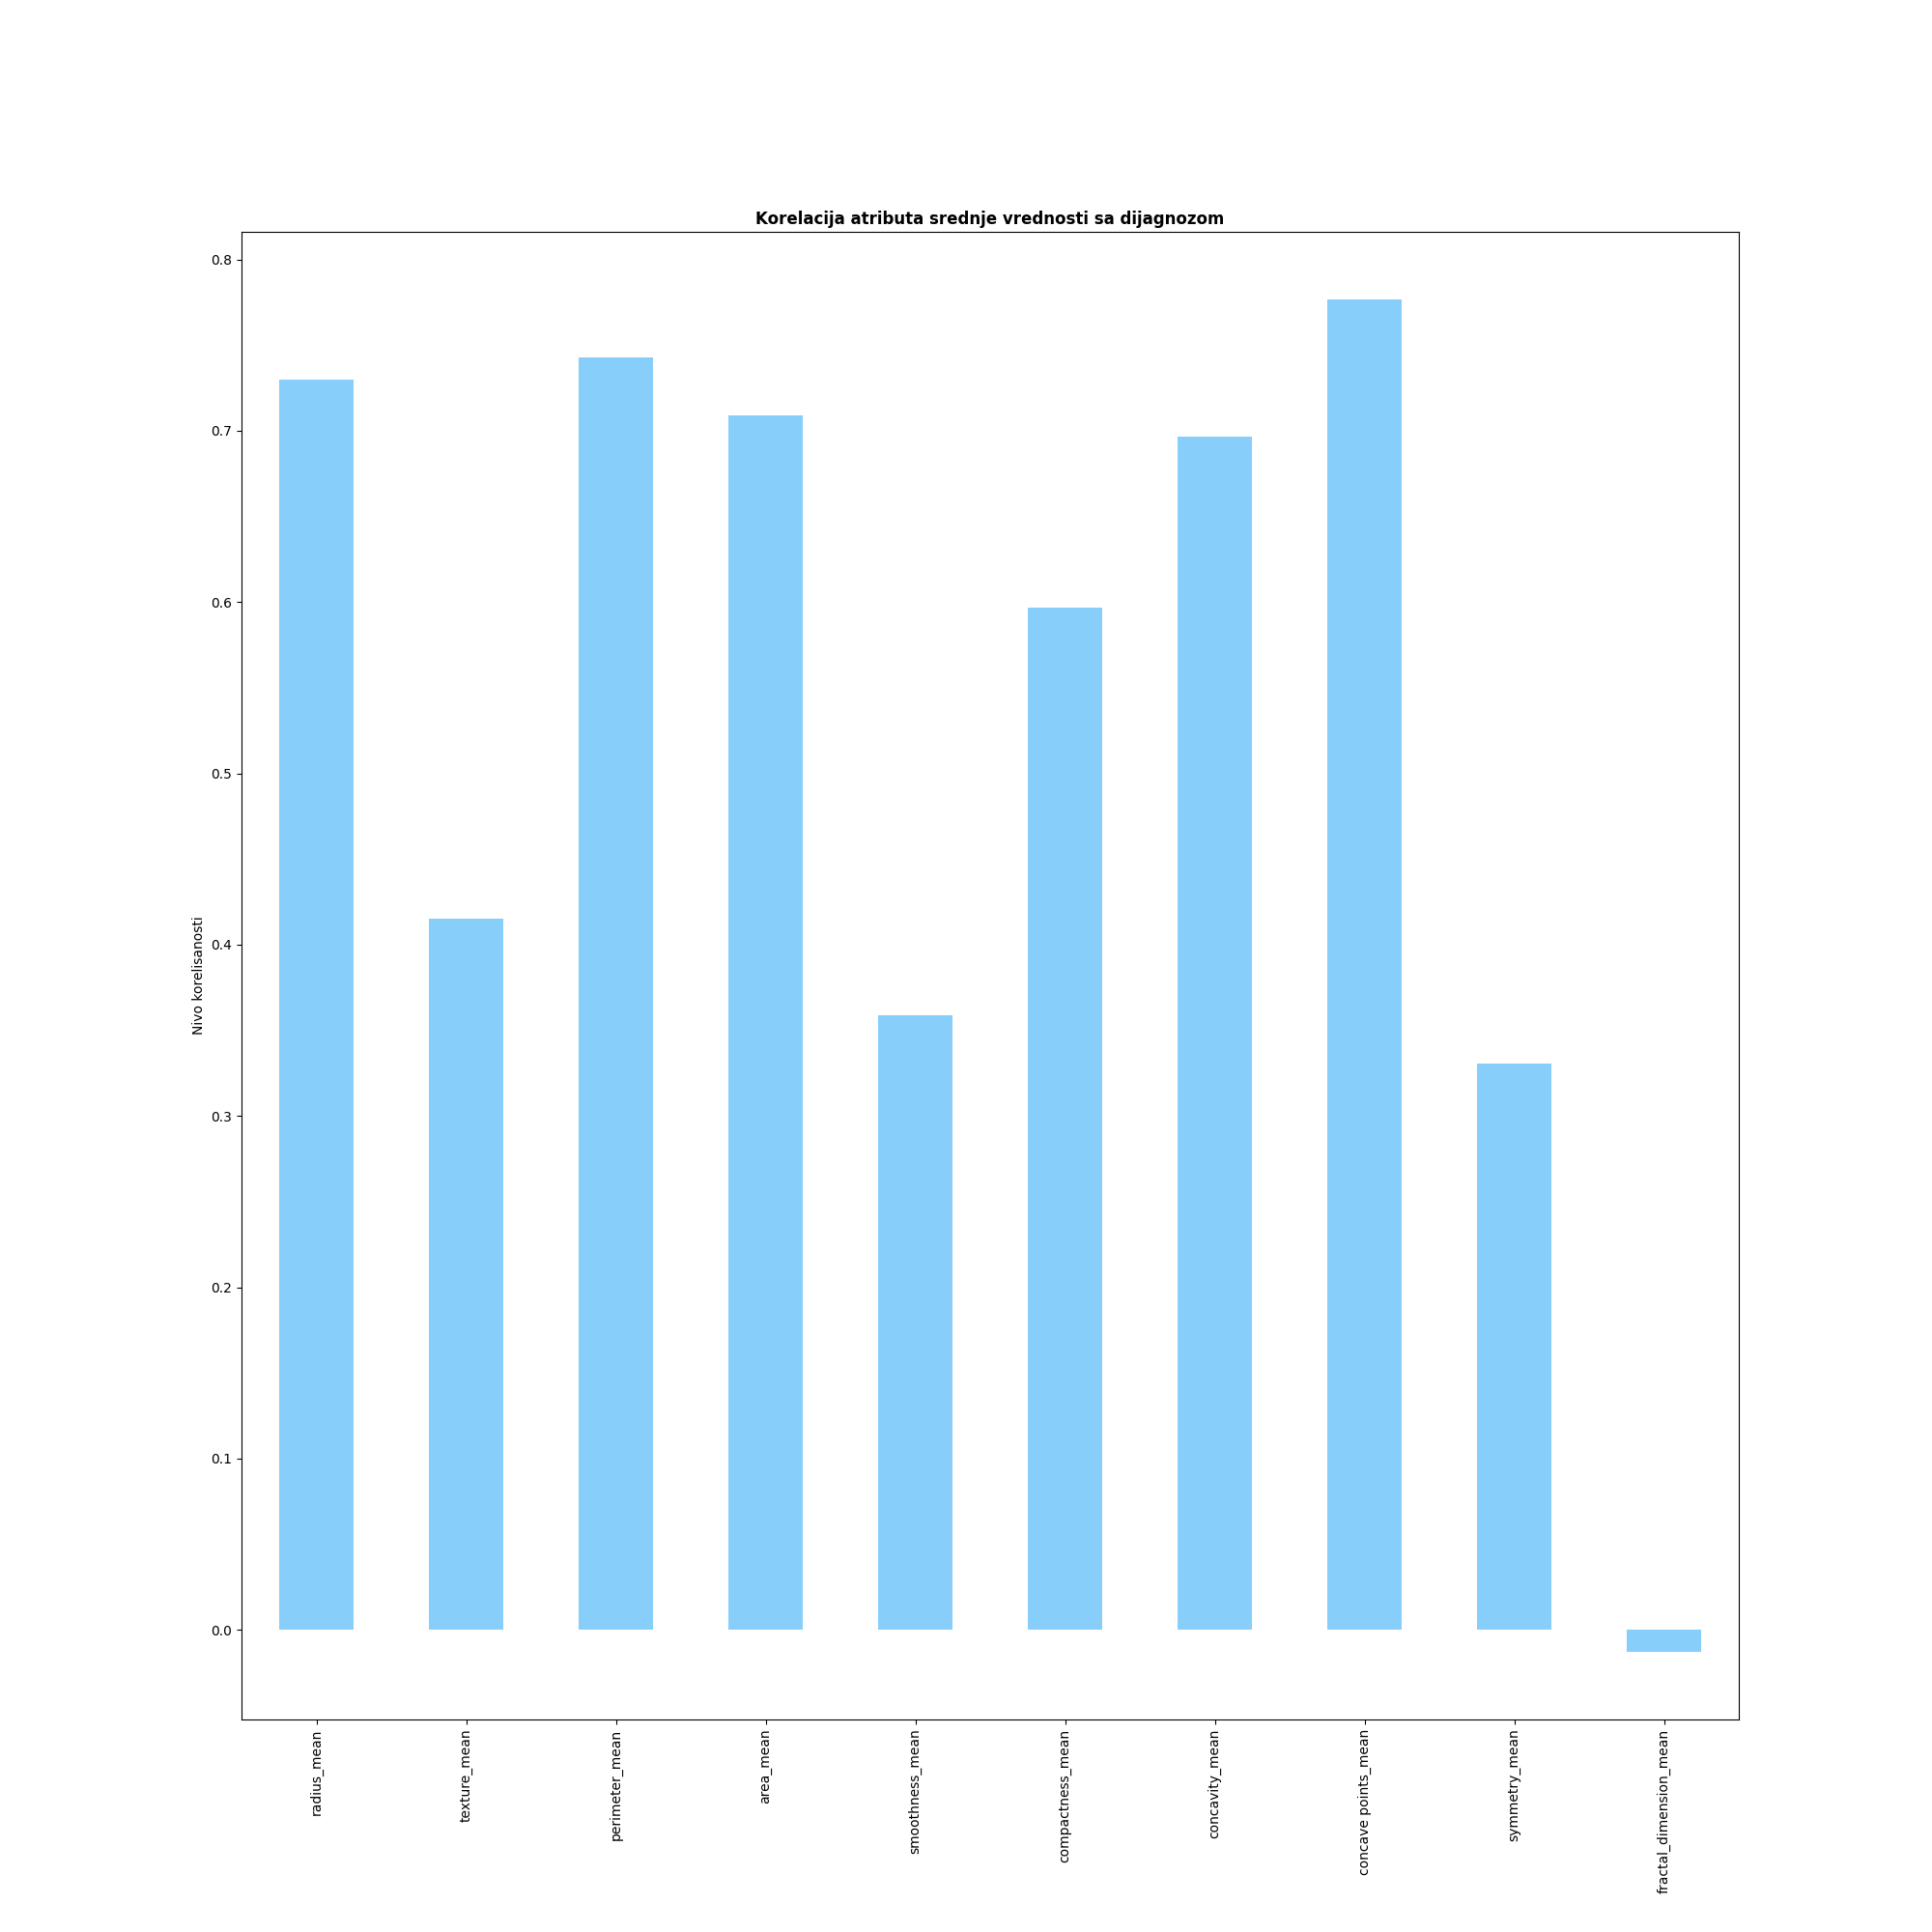 Korelacija atributa srednje vrednosti sa dijagnozom
Nivo korelisanosti
0.8
0.7
0.6
0.5
0.4
0.3
0.2
0.1
0.0
radius_mean
texture_mean
perimeter_mean
area_mean
smoothness_mean
compactness_mean
concavity_mean
concave points_mean
symmetry_mean
fractal_dimension_mean